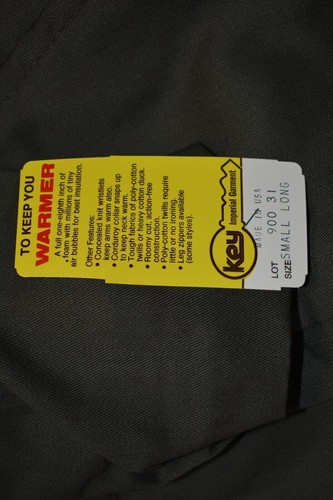 TO KEEP YOU
WARMER
A full one-eighth inch of
• foam with millions of tiny
air bubbles for best insulation.
Other Features:
• Concealed knit wristlets
keep arms warm also.
• Corduroy collar snaps up
to keep neck warm.
• Tough fabrics of poly-cotton
twills or heavy cotton duck.
• Roomy cut, action-free
construction.
• Poly-cotton twills require
little or no ironing.
• Leg zippers available
(some styles).
Key
Imperial Garment
MADE IN USA
LOT 900 31
SIZE SMALL LONG